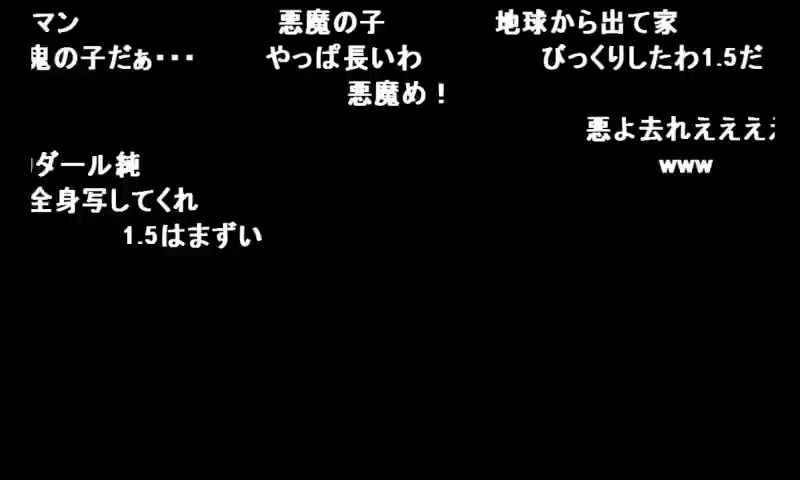 マン 悪魔の子 地球から出て家
鬼の子だぁ・・・ やっぱ長いわ びっくりしたわ1.5だ
悪魔め！
悪よ去れえええええ
ダール純 www
全身写してくれ
1.5はまずい